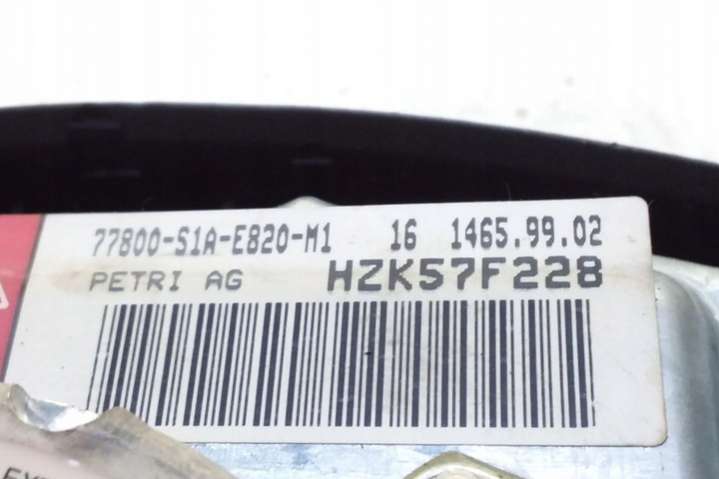 77800-S1A-E820-M1 16 1465.99.02
PETRI AG HZK57F228